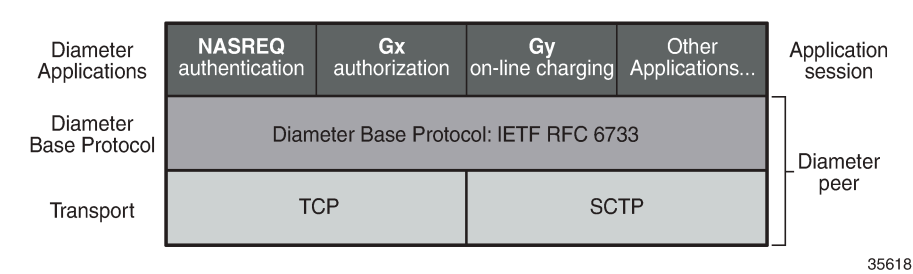 Diameter
Applications
NASREQ
authentication
Gx
authorization
Gy
on-line charging
Other
Applications...
Application
session
Diameter
Base Protocol
Diameter Base Protocol: IETF RFC 6733
Diameter
peer
Transport
TCP
SCTP
35618